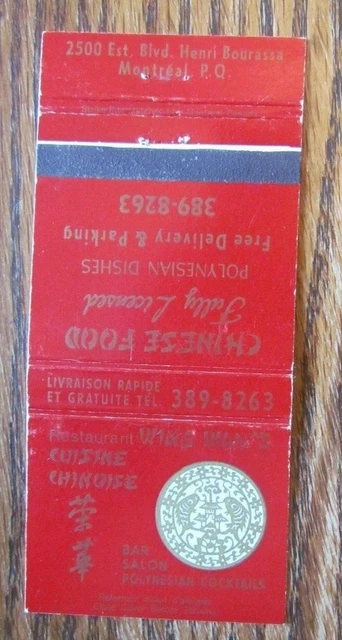 2500 Est, Blvd. Henri Bourassa
Montréal, P.Q.
389-8263
Free Delivery & Parking
POLYNESIAN DISHES
Fully Licensed
CHINESE FOOD
LIVRAISON RAPIDE
ET GRATUITE TÉL. 389-8263
Restaurant WING WAH'S
CUISINE
CHINOISE
榮
華
BAR
SALON
POLYNESIAN COCKTAILS